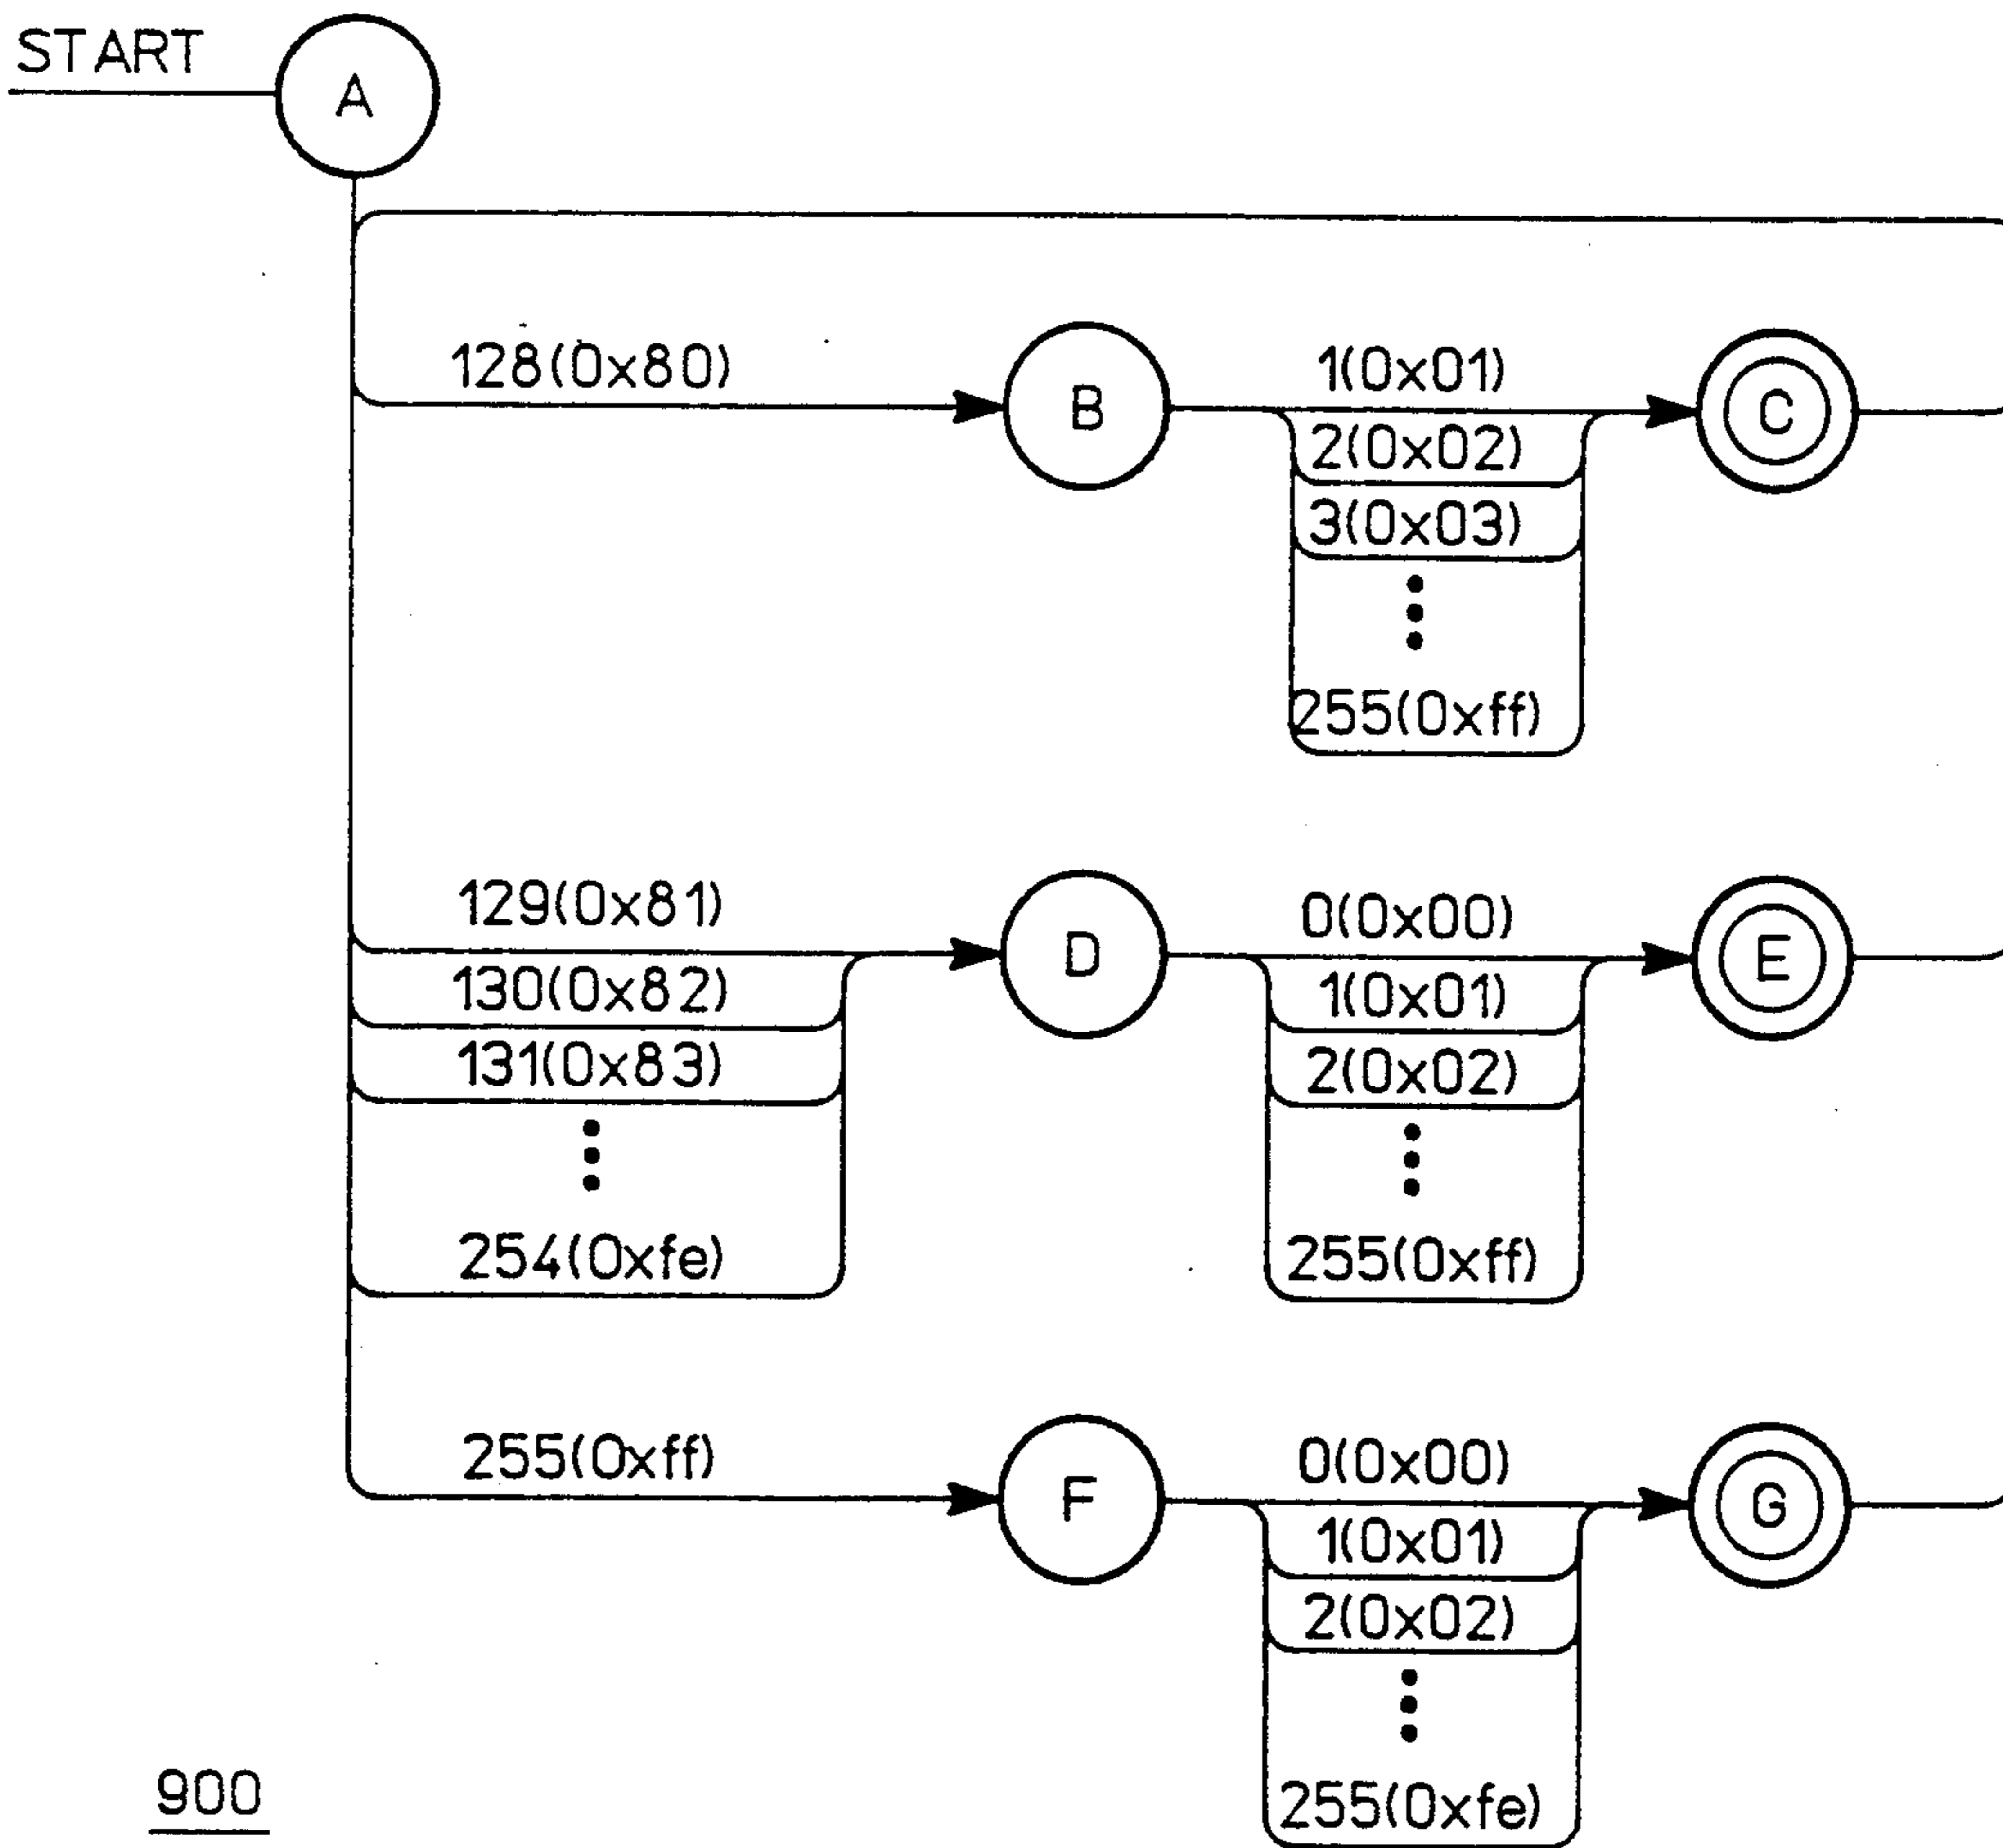 START
A
128(0x80)
B
1(0x01)
2(0x02)
3(0x03)
255(0xff)
C
129(0x81)
130(0x82)
131(0x83)
254(0xfe)
D
0(0x00)
1(0x01)
2(0x02)
255(0xff)
E
255(0xff)
F
0(0x00)
1(0x01)
2(0x02)
255(0xfe)
G
900